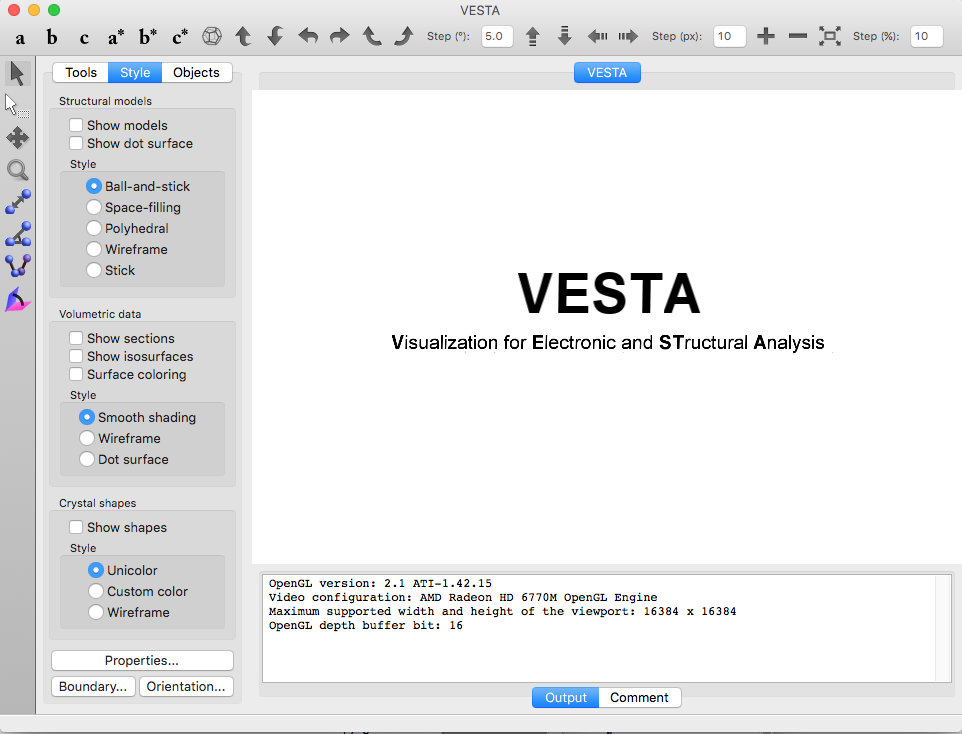 VESTA
a b c a* b* c* Step (º): 5.0 Step (px): 10 Step (%): 10
Tools Style Objects
VESTA
Structural models
Show models
Show dot surface
Style
Ball-and-stick
Space-filling
Polyhedral
Wireframe
Stick
Volumetric data
Show sections
Show isosurfaces
Surface coloring
Style
Smooth shading
Wireframe
Dot surface
Crystal shapes
Show shapes
Style
Unicolor
Custom color
Wireframe
Properties...
Boundary... Orientation...
VESTA
Visualization for Electronic and STructural Analysis
OpenGL version: 2.1 ATI-1.42.15
Video configuration: AMD Radeon HD 6770M OpenGL Engine
Maximum supported width and height of the viewport: 16384 x 16384
OpenGL depth buffer bit: 16
Output Comment